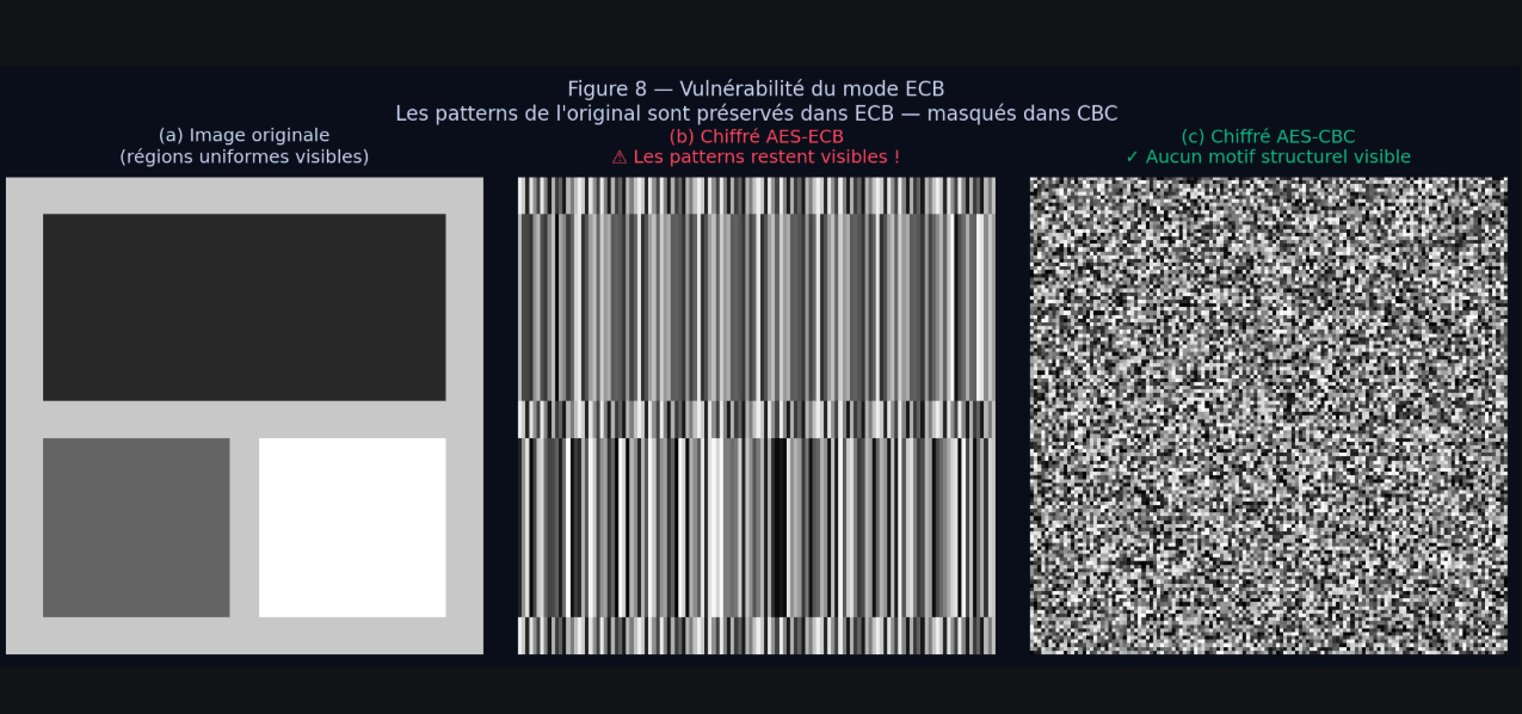 Figure 8 — Vulnérabilité du mode ECB
Les patterns de l'original sont préservés dans ECB — masqués dans CBC
(a) Image originale
(régions uniformes visibles)
(b) Chiffré AES-ECB
⚠ Les patterns restent visibles !
(c) Chiffré AES-CBC
✓ Aucun motif structurel visible